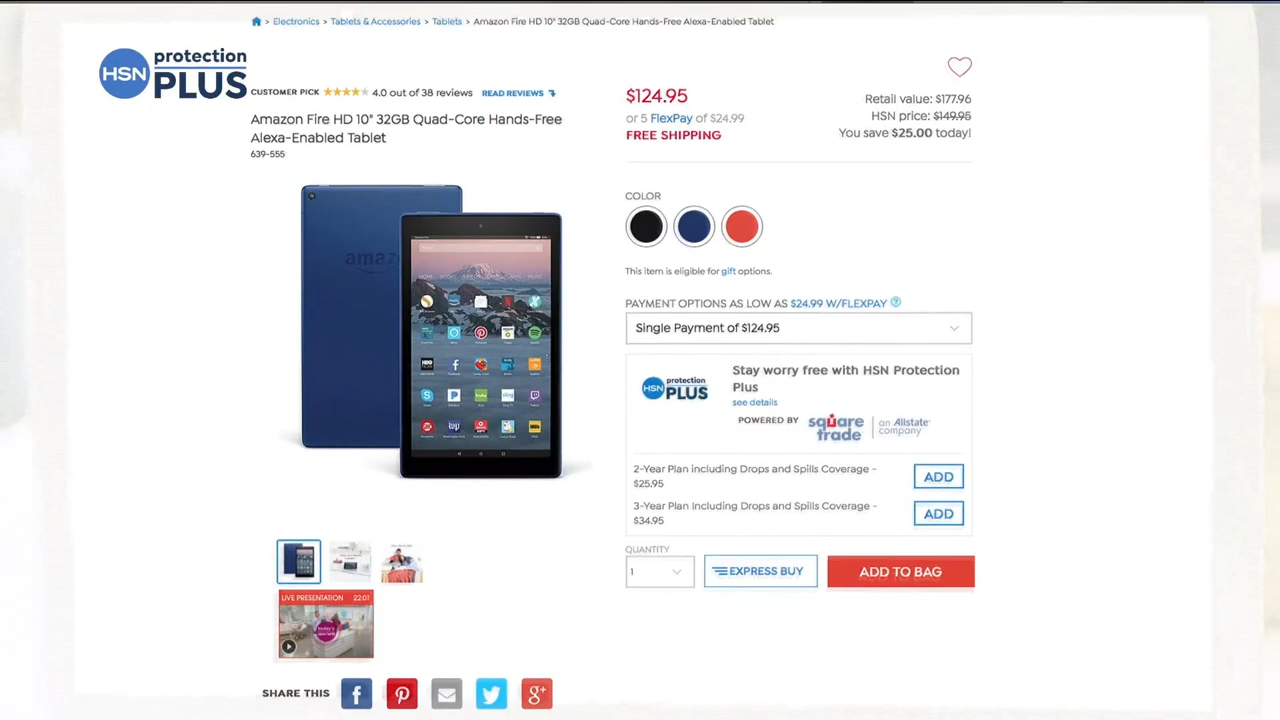 > Electronics > Tablets & Accessories > Tablets > Amazon Fire HD 10" 32GB Quad-Core Hands-Free Alexa-Enabled Tablet
HSN protection
PLUS
CUSTOMER PICK 4.0 out of 38 reviews READ REVIEWS
Amazon Fire HD 10" 32GB Quad-Core Hands-Free
Alexa-Enabled Tablet
639-555
$124.95
or 5 FlexPay of $24.99
FREE SHIPPING
Retail value: $177.96
HSN price: $149.95
You save $25.00 today!
COLOR
This item is eligible for gift options.
PAYMENT OPTIONS AS LOW AS $24.99 W/FLEXPAY ?
Single Payment of $124.95
HSN protection
PLUS
Stay worry free with HSN Protection
Plus
see details
POWERED BY
square
trade
an Allstate
company
2-Year Plan including Drops and Spills Coverage -
$25.95
ADD
3-Year Plan Including Drops and Spills Coverage -
$34.95
ADD
QUANTITY
1
EXPRESS BUY
ADD TO BAG
amaz
LIVE PRESENTATION 22:01
today's
SHARE THIS